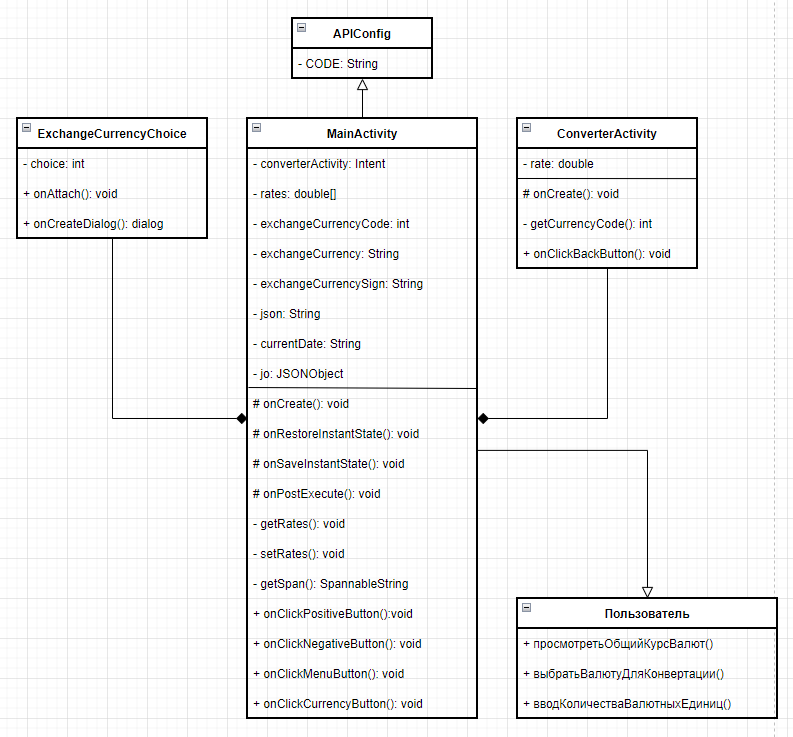 APIConfig
- CODE: String
ExchangeCurrencyChoice
- choice: int
+ onAttach(): void
+ onCreateDialog(): dialog
MainActivity
- converterActivity: Intent
- rates: double[]
- exchangeCurrencyCode: int
- exchangeCurrency: String
- exchangeCurrencySign: String
- json: String
- currentDate: String
- jo: JSONObject
# onCreate(): void
# onRestoreInstantState(): void
# onSaveInstantState(): void
# onPostExecute(): void
- getRates(): void
- setRates(): void
- getSpan(): SpannableString
+ onClickPositiveButton():void
+ onClickNegativeButton(): void
+ onClickMenuButton(): void
+ onClickCurrencyButton(): void
ConverterActivity
- rate: double
# onCreate(): void
- getCurrencyCode(): int
+ onClickBackButton(): void
Пользователь
+ просмотретьОбщийКурсВалют()
+ выбратьВалютуДляКонвертации()
+ вводКоличестваВалютныхЕдиниц()